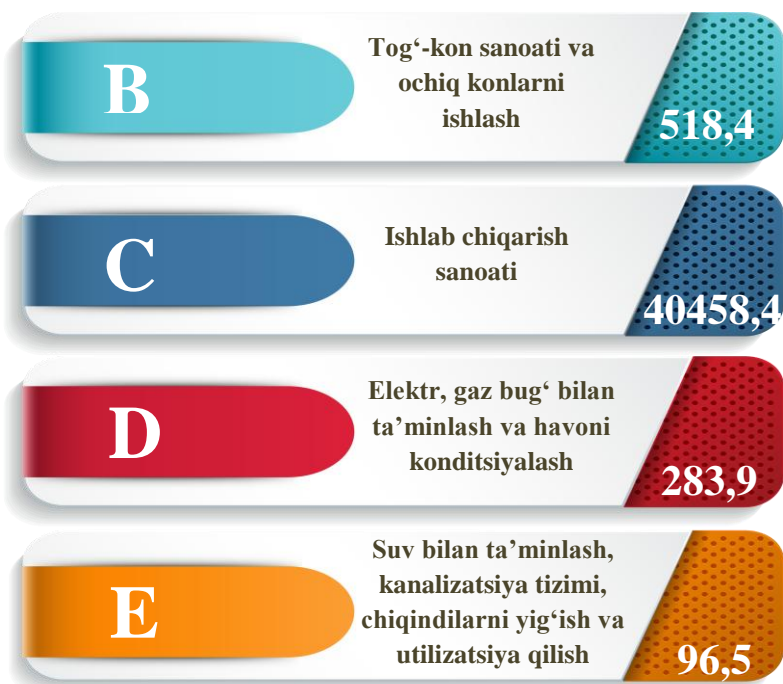 B
Tog‘-kon sanoati va
ochiq konlarni
ishlash
518,4
C
Ishlab chiqarish
sanoati
40458,4
D
Elektr, gaz bug‘ bilan
ta’minlash va havoni
konditsiyalash
283,9
E
Suv bilan ta’minlash,
kanalizatsiya tizimi,
chiqindilarni yig‘ish va
utilizatsiya qilish
96,5